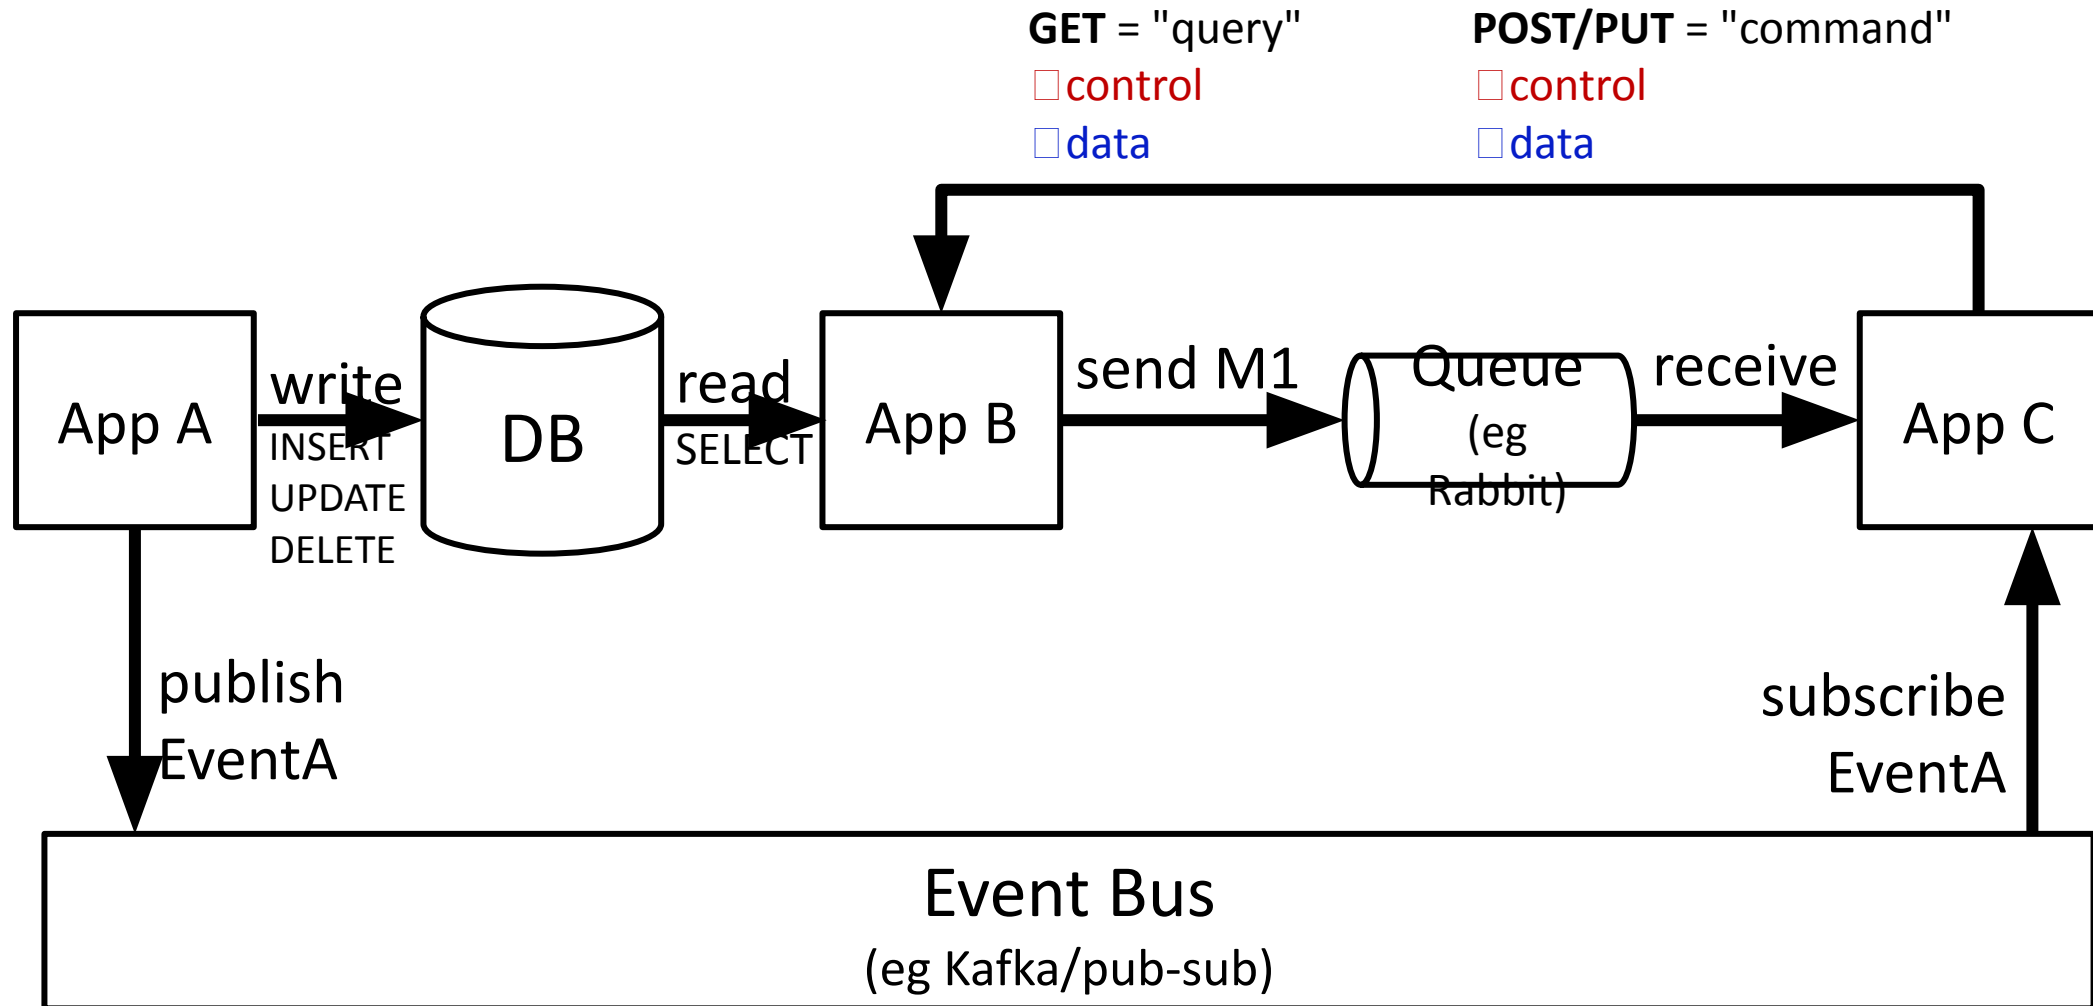 GET = "query"
□control
□data
POST/PUT = "command"
□control
□data
App A
write
INSERT
UPDATE
DELETE
DB
read
SELECT
App B
send M1
Queue
(eg
Rabbit)
receive
App C
publish
EventA
subscribe
EventA
Event Bus
(eg Kafka/pub-sub)